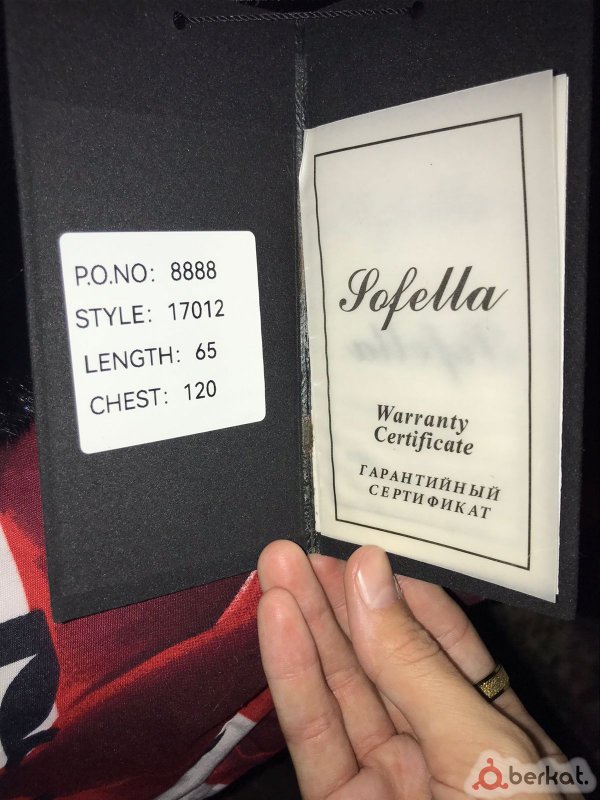 P.O.NO: 8888
STYLE: 17012
LENGTH: 65
CHEST: 120
Sofella
Warranty
Certificate
ГАРАНТИЙНЫЙ
СЕРТИФИКАТ
berkat.